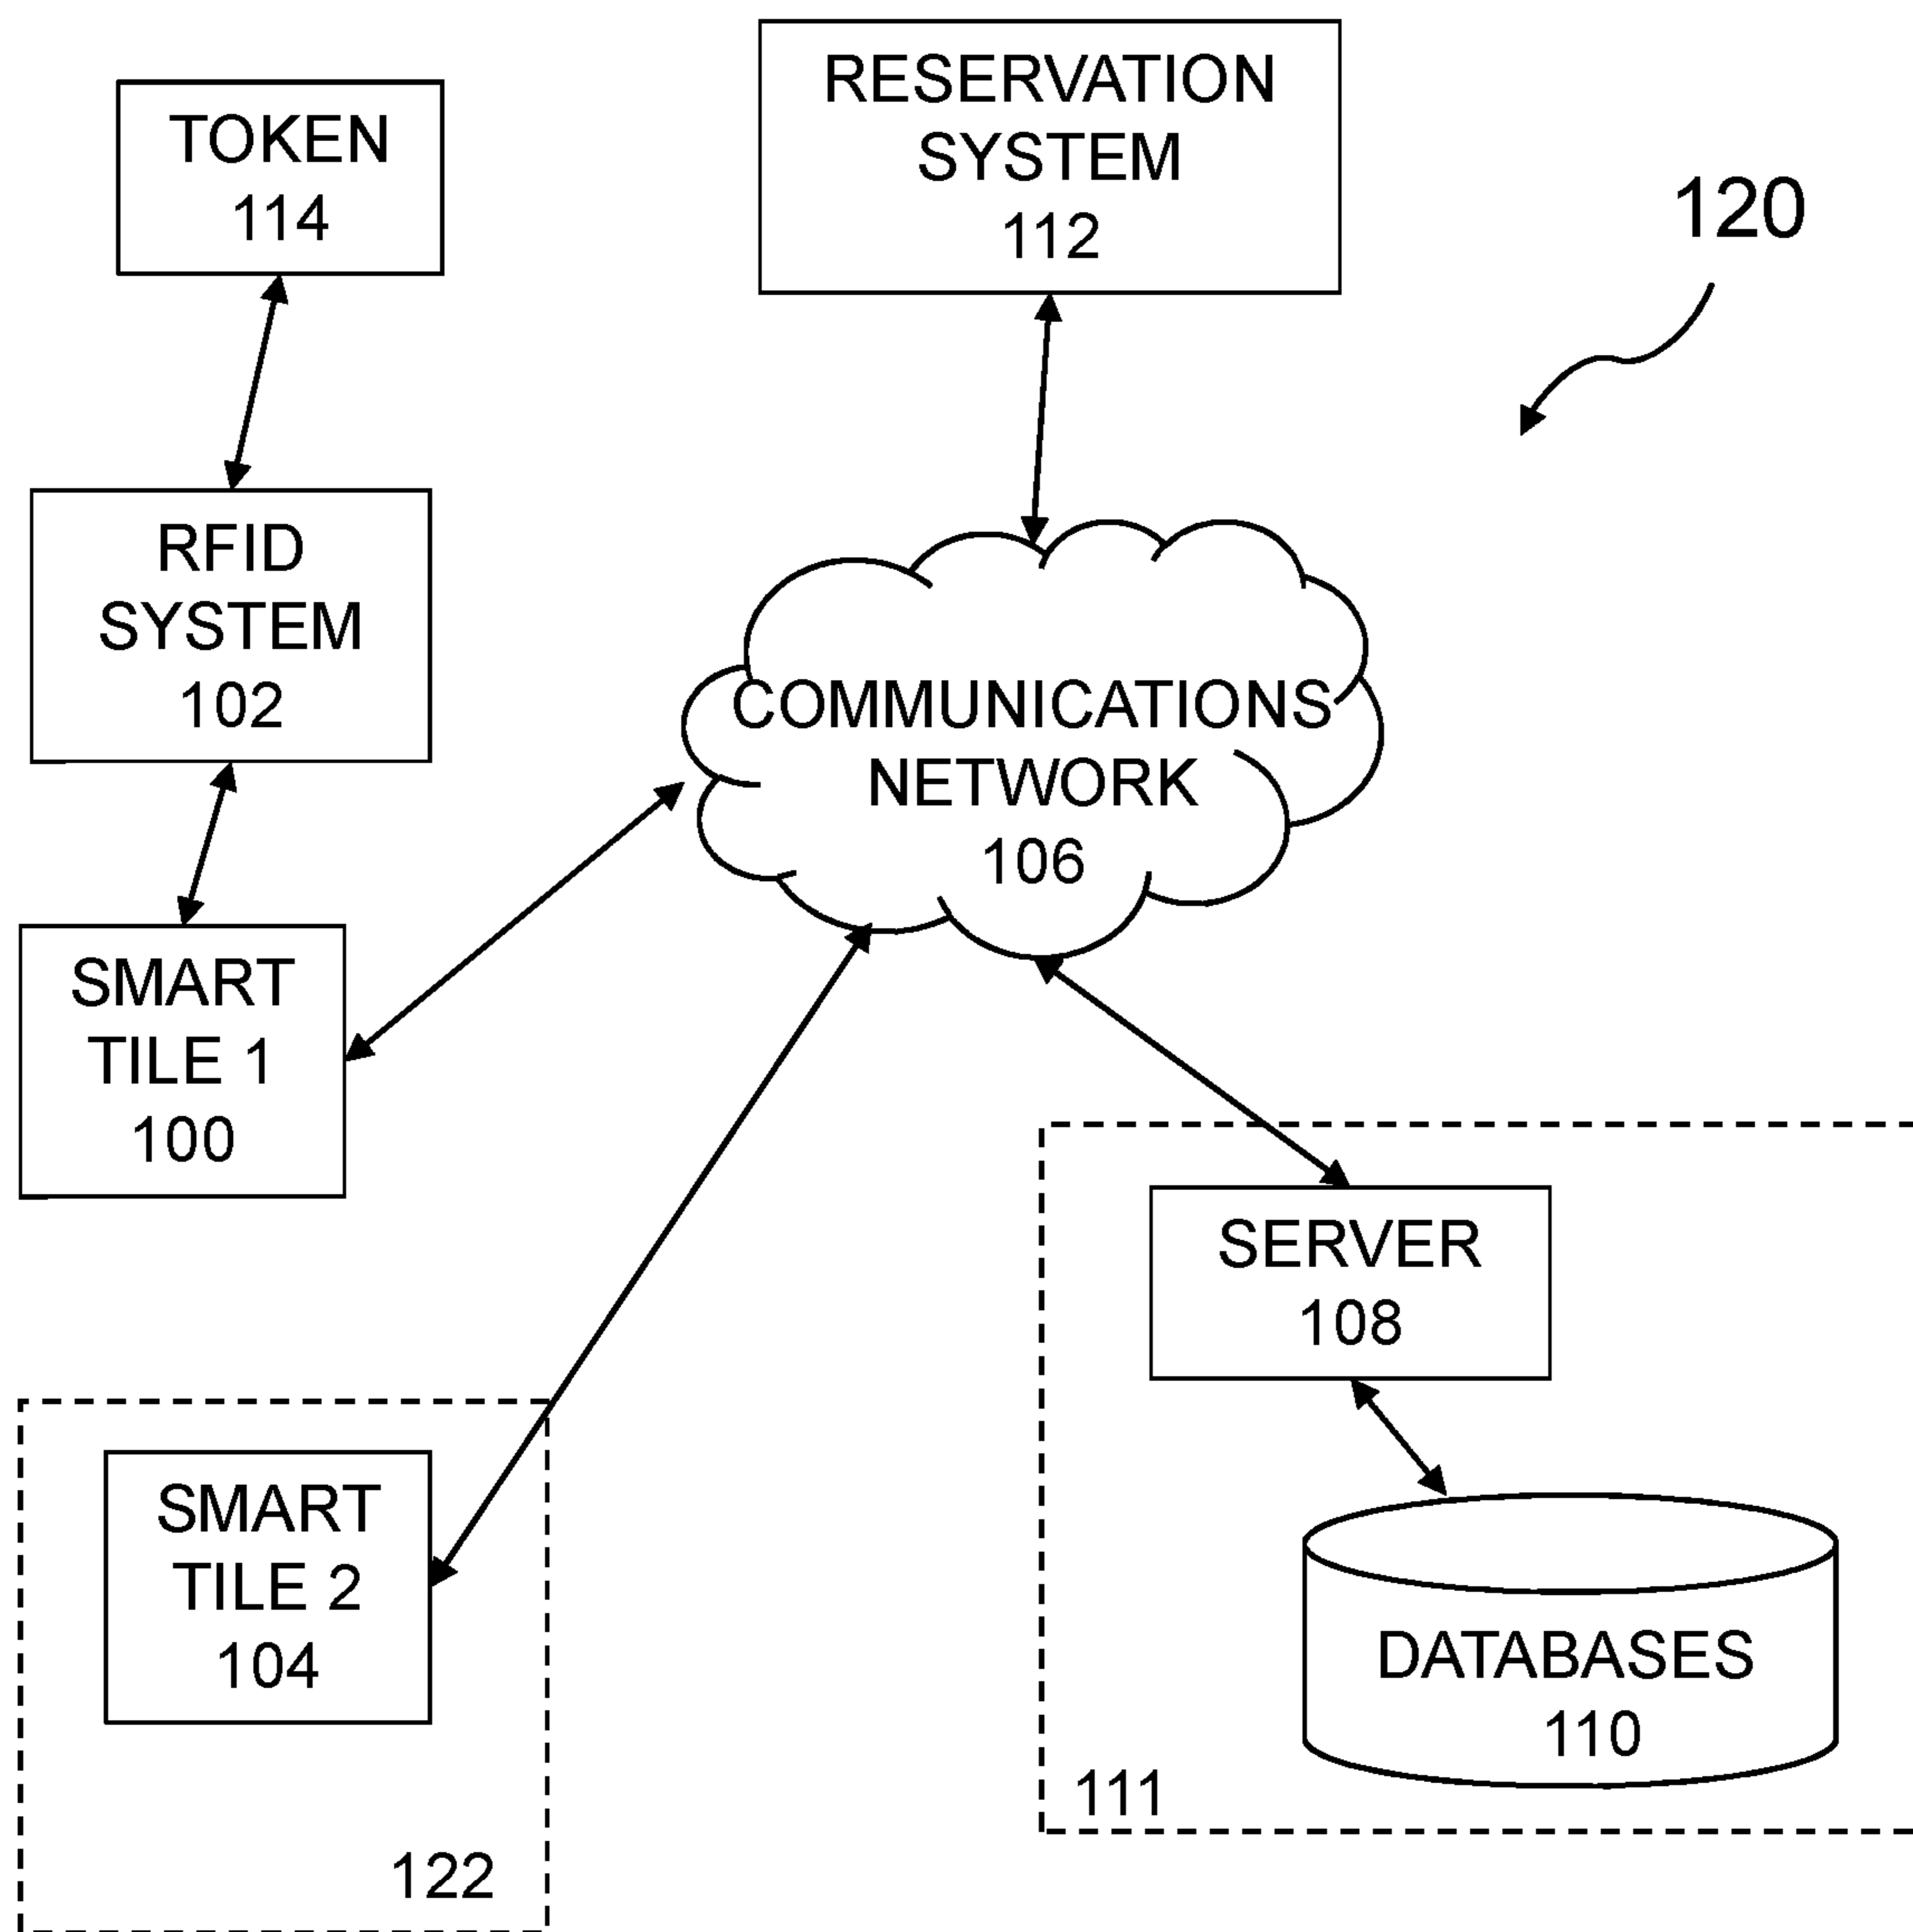 TOKEN
114
RESERVATION
SYSTEM
112
120
RFID
SYSTEM
102
COMMUNICATIONS
NETWORK
106
SMART
TILE 1
100
SERVER
108
SMART
TILE 2
104
DATABASES
110
111
122